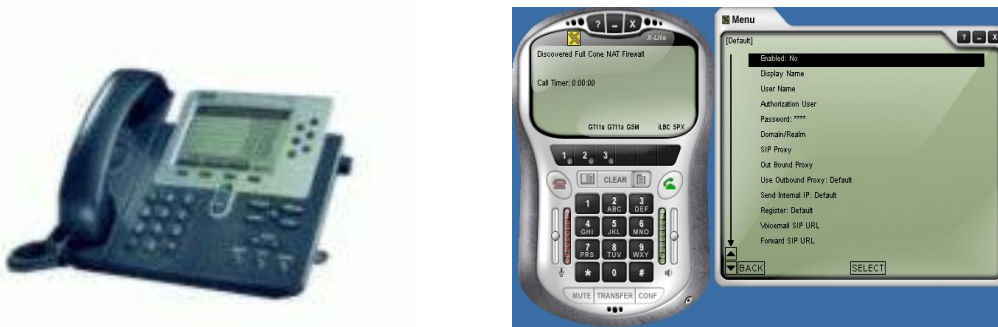 ? - X
X-Lite
Discovered Full Cone NAT Firewall
Call Timer: 0:00:00
G711u G711a GSM iLBC SPX
1 2 3
CLEAR
1 2 ABC 3 DEF
4 GHI 5 JKL 6 MNO
7 PRS 8 TUV 9 WXY
* 0 #
MUTE TRANSFER CONF
Menu
? - X
[Default]
Enabled: No
Display Name
User Name
Authorization User
Password: ****
Domain/Realm
SIP Proxy
Out Bound Proxy
Use Outbound Proxy: Default
Send Internal IP: Default
Register: Default
Voicemail SIP URL
Forward SIP URL
BACK SELECT